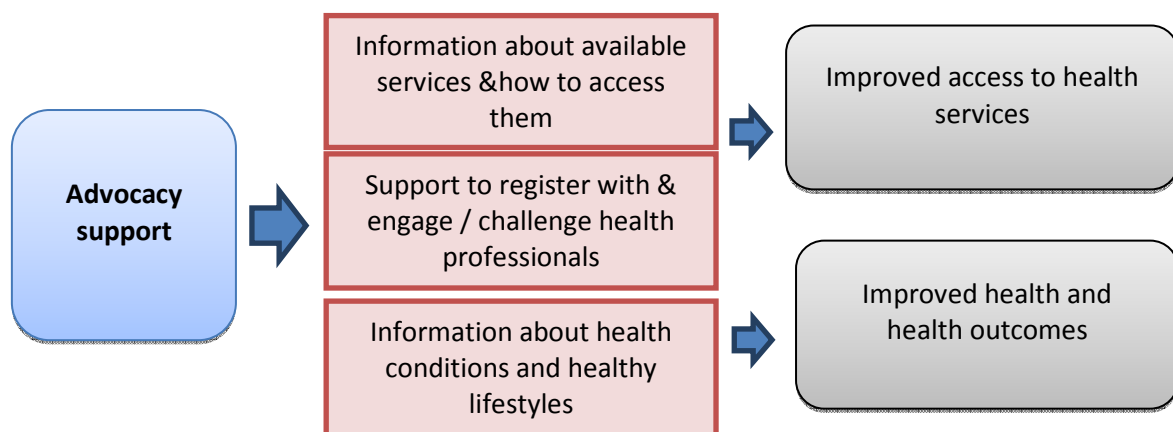 Advocacy
support
Information about available
services &how to access
them
Support to register with &
engage / challenge health
professionals
Information about health
conditions and healthy
lifestyles
Improved access to health
services
Improved health and
health outcomes